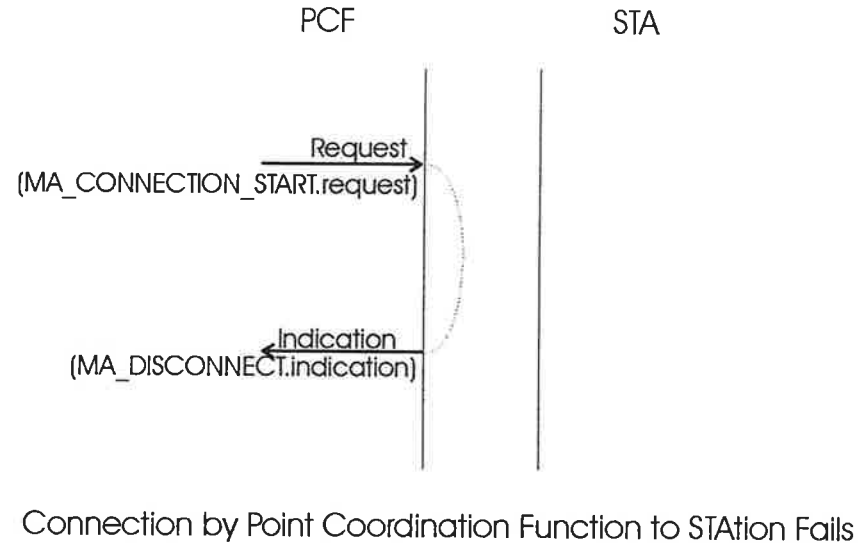 PCF STA
Request
(MA_CONNECTION_START.request)
Indication
(MA_DISCONNECT.indication)
Connection by Point Coordination Function to STAtion Fails